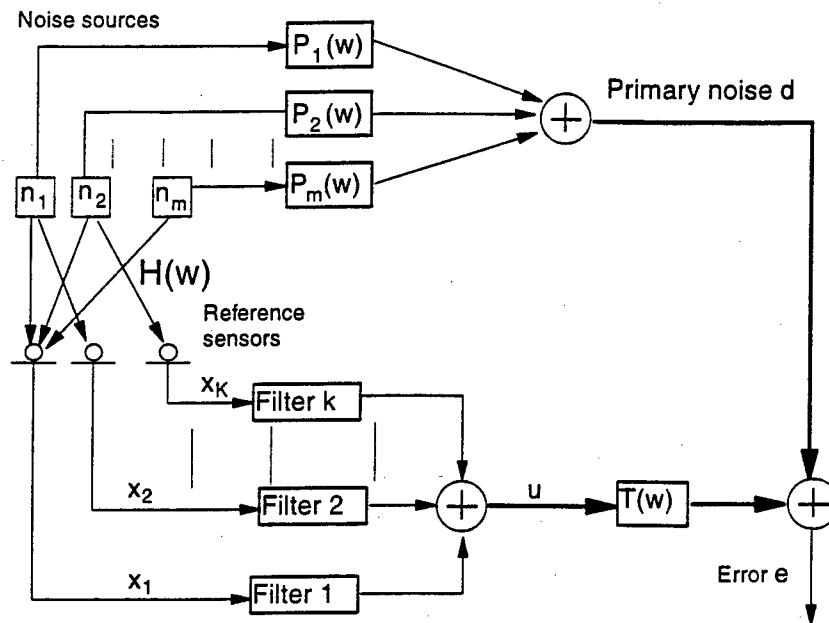 Noise sources
P1(w)
P2(w)
Pm(w)
Primary noise d
n1
n2
nm
H(w)
Reference
sensors
xK
Filter k
x2
Filter 2
u
T(w)
x1
Filter 1
Error e